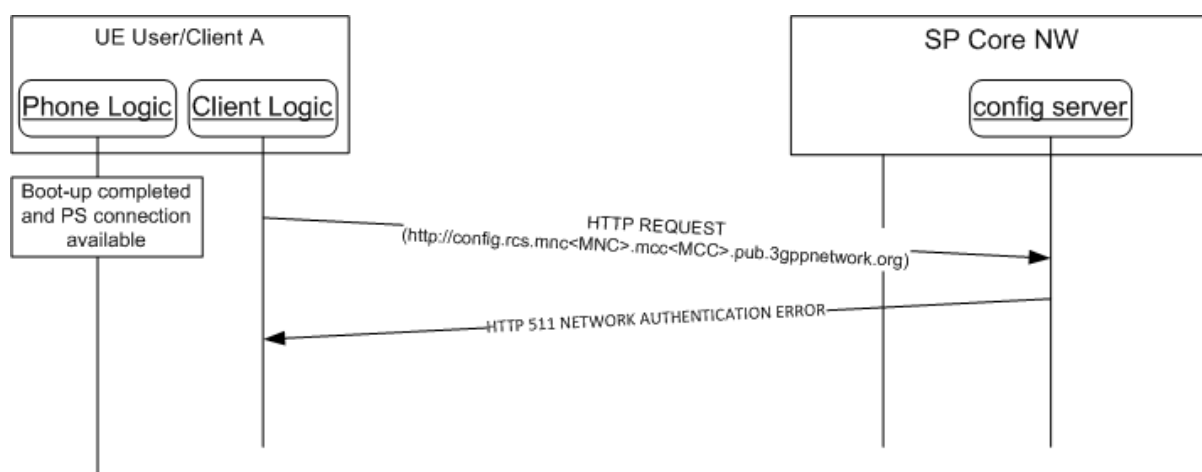 UE User/Client A
SP Core NW
Phone Logic
Client Logic
config server
Boot-up completed
and PS connection
available
HTTP REQUEST
(http://config.rcs.mnc<MNC>.mcc<MCC>.pub.3gppnetwork.org)
HTTP 511 NETWORK AUTHENTICATION ERROR